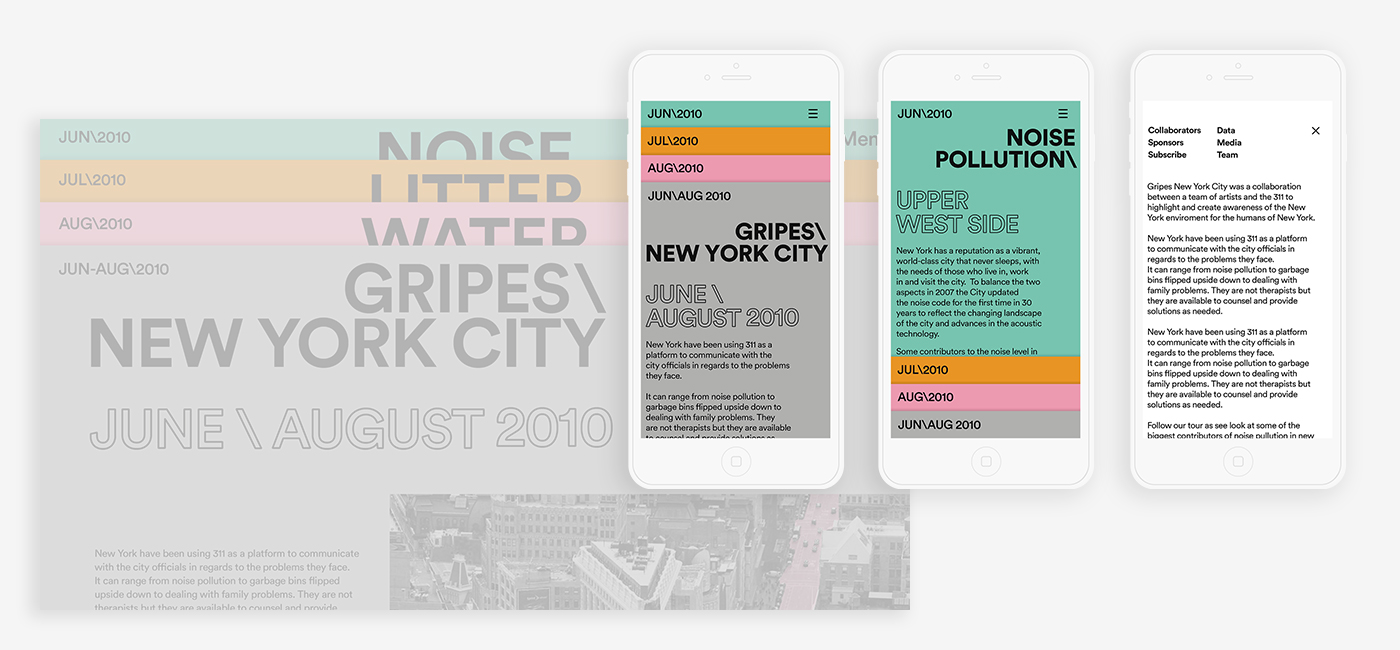 JUN\2010
NOISE
Men
JUL\2010
LITTER
AUG\2010
WATER
JUN-AUG\2010
GRIPES\
NEW YORK CITY
JUNE \ AUGUST 2010
New York have been using 311 as a platform to communicate
with the city officials in regards to the problems they face.
It can range from noise pollution to garbage bins flipped
upside down to dealing with family problems. They are not
therapists but they are available to counsel and provide
JUN\2010
JUL\2010
AUG\2010
JUN\AUG 2010
GRIPES\
NEW YORK CITY
JUNE \
AUGUST 2010
New York have been using 311 as a
platform to communicate with the
city officials in regards to the problems
they face.
It can range from noise pollution to
garbage bins flipped upside down to
dealing with family problems. They
are not therapists but they are available
to counsel and provide solutions as
JUN\2010
NOISE
POLLUTION\
UPPER
WEST SIDE
New York has a reputation as a vibrant,
world-class city that never sleeps, with
the needs of those who live in, work
in and visit the city. To balance the two
aspects in 2007 the City updated
the noise code for the first time in 30
years to reflect the changing landscape
of the city and advances in the acoustic
technology.
Some contributors to the noise level in
JUL\2010
AUG\2010
JUN\AUG 2010
Collaborators Data
Sponsors Media
Subscribe Team
Gripes New York City was a collaboration
between a team of artists and the 311 to
highlight and create awareness of the New
York enviroment for the humans of New York.
New York have been using 311 as a platform
to communicate with the city officials in
regards to the problems they face.
It can range from noise pollution to garbage
bins flipped upside down to dealing with
family problems. They are not therapists but
they are available to counsel and provide
solutions as needed.
New York have been using 311 as a platform
to communicate with the city officials in
regards to the problems they face.
It can range from noise pollution to garbage
bins flipped upside down to dealing with
family problems. They are not therapists but
they are available to counsel and provide
solutions as needed.
Follow our tour as see look at some of the
biggest contributors of noise pullution in new